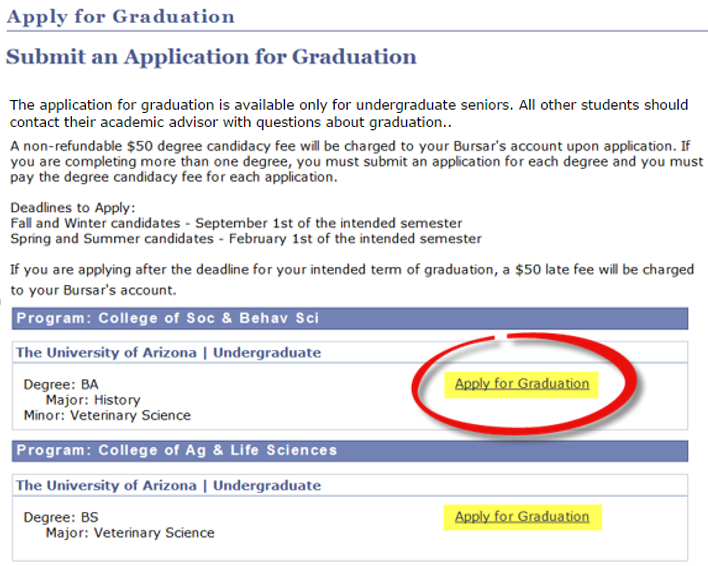 Apply for Graduation
Submit an Application for Graduation
The application for graduation is available only for undergraduate seniors. All other students should
contact their academic advisor with questions about graduation..
A non-refundable $50 degree candidacy fee will be charged to your Bursar's account upon application. If
you are completing more than one degree, you must submit an application for each degree and you must
pay the degree candidacy fee for each application.
Deadlines to Apply:
Fall and Winter candidates - September 1st of the intended semester
Spring and Summer candidates - February 1st of the intended semester
If you are applying after the deadline for your intended term of graduation, a $50 late fee will be charged
to your Bursar's account.
Program: College of Soc & Behav Sci
The University of Arizona | Undergraduate
Degree: BA
Apply for Graduation
Major: History
Minor: Veterinary Science
Program: College of Ag & Life Sciences
The University of Arizona | Undergraduate
Degree: BS
Apply for Graduation
Major: Veterinary Science